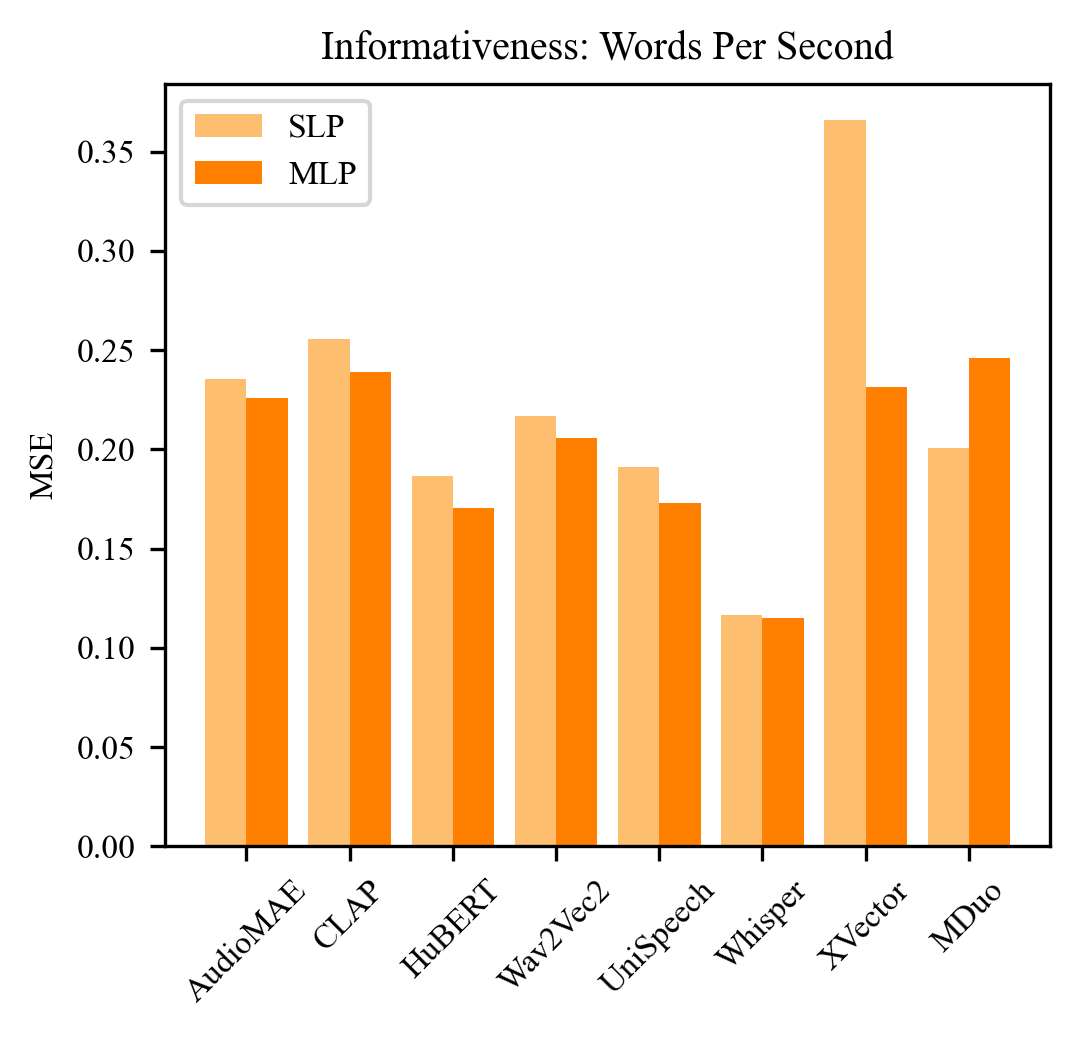 Informativeness: Words Per Second
SLP
MLP
MSE
0.35
0.30
0.25
0.20
0.15
0.10
0.05
0.00
AudioMAE
CLAP
HuBERT
Wav2Vec2
UniSpeech
Whisper
XVector
MDuo